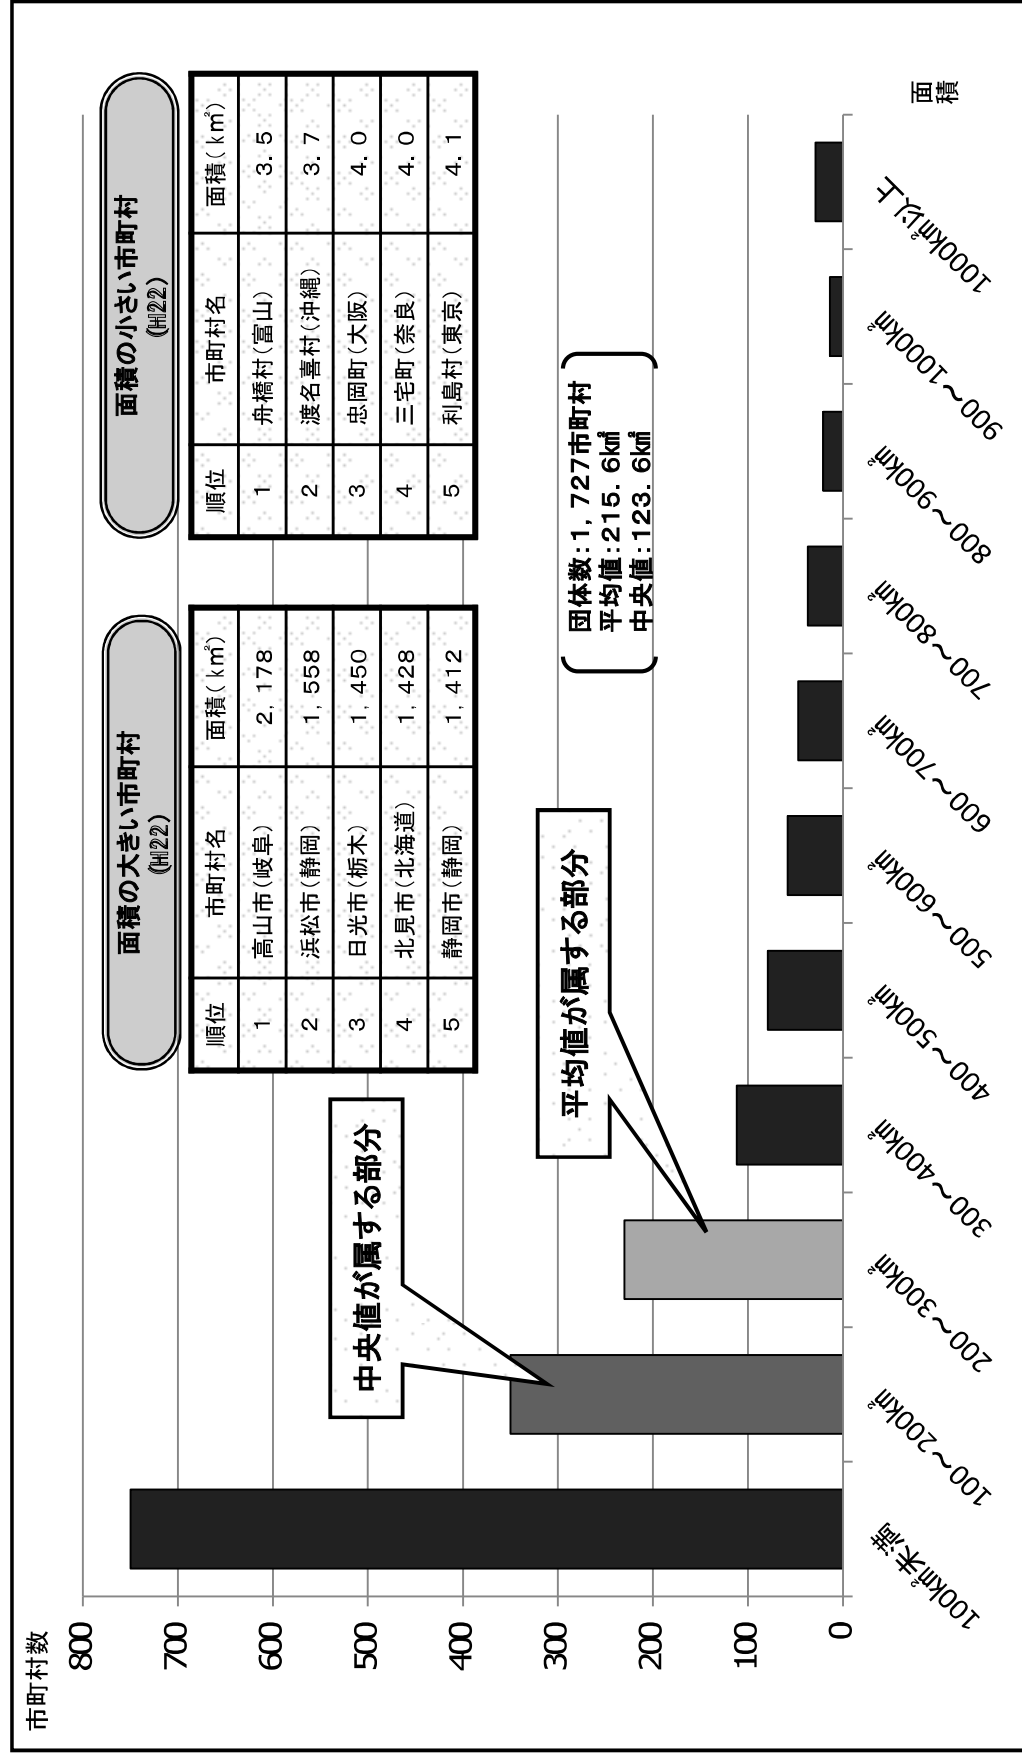 市町村数
800
700
600
500
400
300
200
100
0
面積の大きい市町村
(H22)
順位 市町村名 面積(km²)
1 高山市(岐阜) 2,178
2 浜松市(静岡) 1,558
3 日光市(栃木) 1,450
4 北見市(北海道) 1,428
5 静岡市(静岡) 1,412
面積の小さい市町村
(H22)
順位 市町村名 面積(km²)
1 舟橋村(富山) 3.5
2 渡名喜村(沖縄) 3.7
3 忠岡町(大阪) 4.0
4 三宅町(奈良) 4.0
5 利島村(東京) 4.1
中央値が属する部分
平均値が属する部分
団体数:1,727市町村
平均値:215.6k㎡
中央値:123.6k㎡
100k㎡未満
100~200k㎡
200~300k㎡
300~400k㎡
400~500k㎡
500~600k㎡
600~700k㎡
700~800k㎡
800~900k㎡
900~1000k㎡
1000k㎡以上
面積